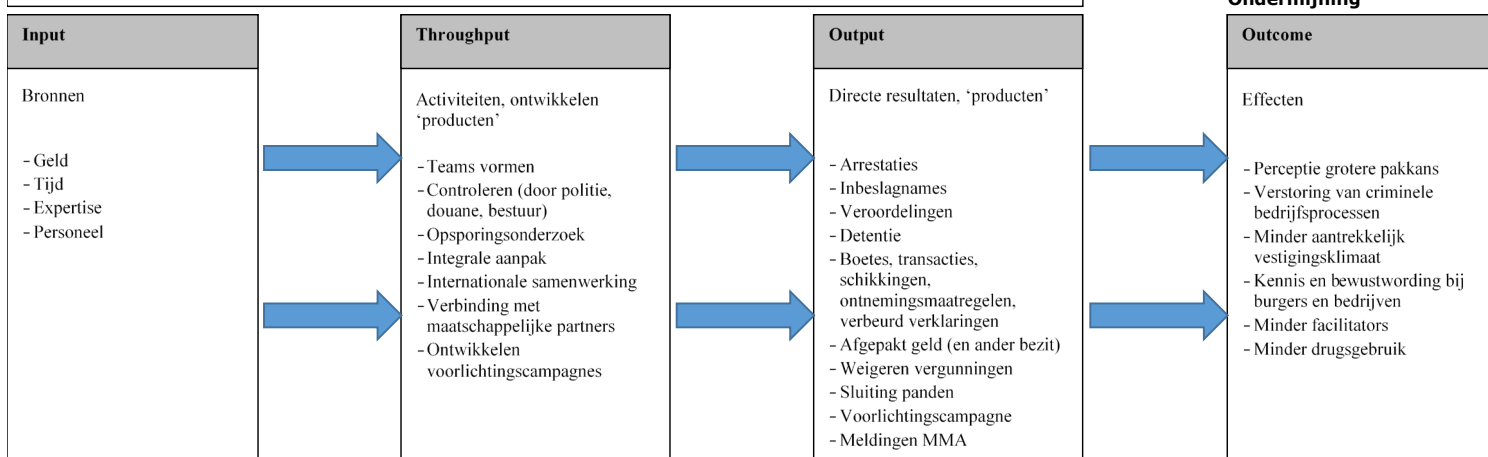 Ondermijning
Input
Bronnen
- Geld
- Tijd
- Expertise
- Personeel
Throughput
Activiteiten, ontwikkelen
‘producten’
- Teams vormen
- Controleren (door politie,
douane, bestuur)
- Opsporingsonderzoek
- Integrale aanpak
- Internationale samenwerking
- Verbinding met
maatschappelijke partners
- Ontwikkelen
voorlichtingscampagnes
Output
Directe resultaten, ‘producten’
- Arrestaties
- Inbeslagnames
- Veroordelingen
- Detentie
- Boetes, transacties,
schikkingen,
ontnemingsmaatregelen,
verbeurd verklaringen
- Afgepakt geld (en ander bezit)
- Weigeren vergunningen
- Sluiting panden
- Voorlichtingscampagne
- Meldingen MMA
Outcome
Effecten
- Perceptie grotere pakkans
- Verstoring van criminele
bedrijfsprocessen
- Minder aantrekkelijk
vestigingsklimaat
- Kennis en bewustwording bij
burgers en bedrijven
- Minder facilitators
- Minder drugsgebruik